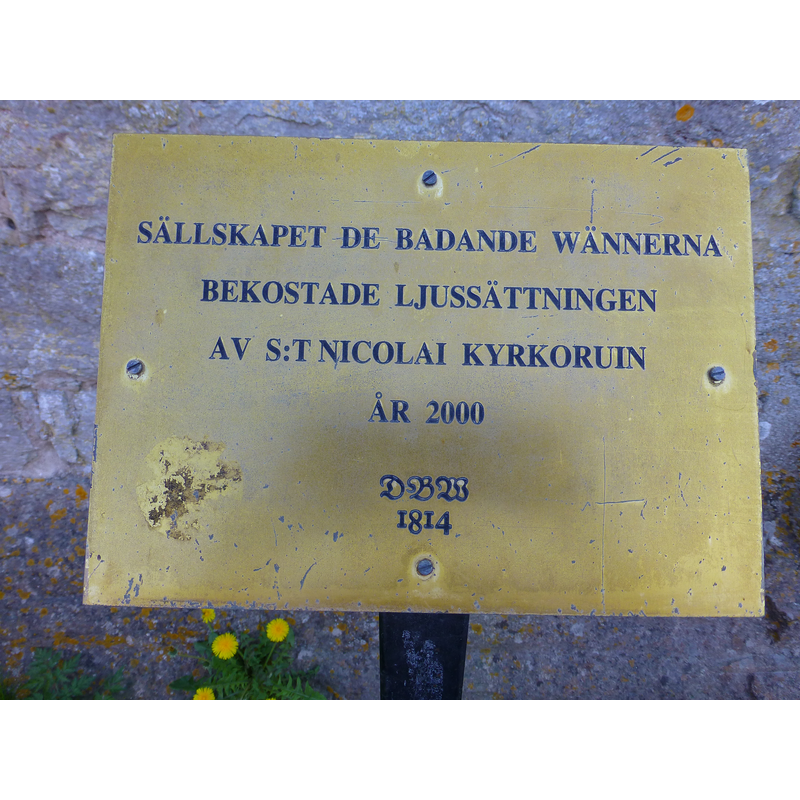 SÄLLSKAPET DE BADANDE WÄNNERNA
BEKOSTADE LJUSSÄTTNINGEN
AV S:T NICOLAI KYRKORUIN
ÅR 2000
DBW
1814